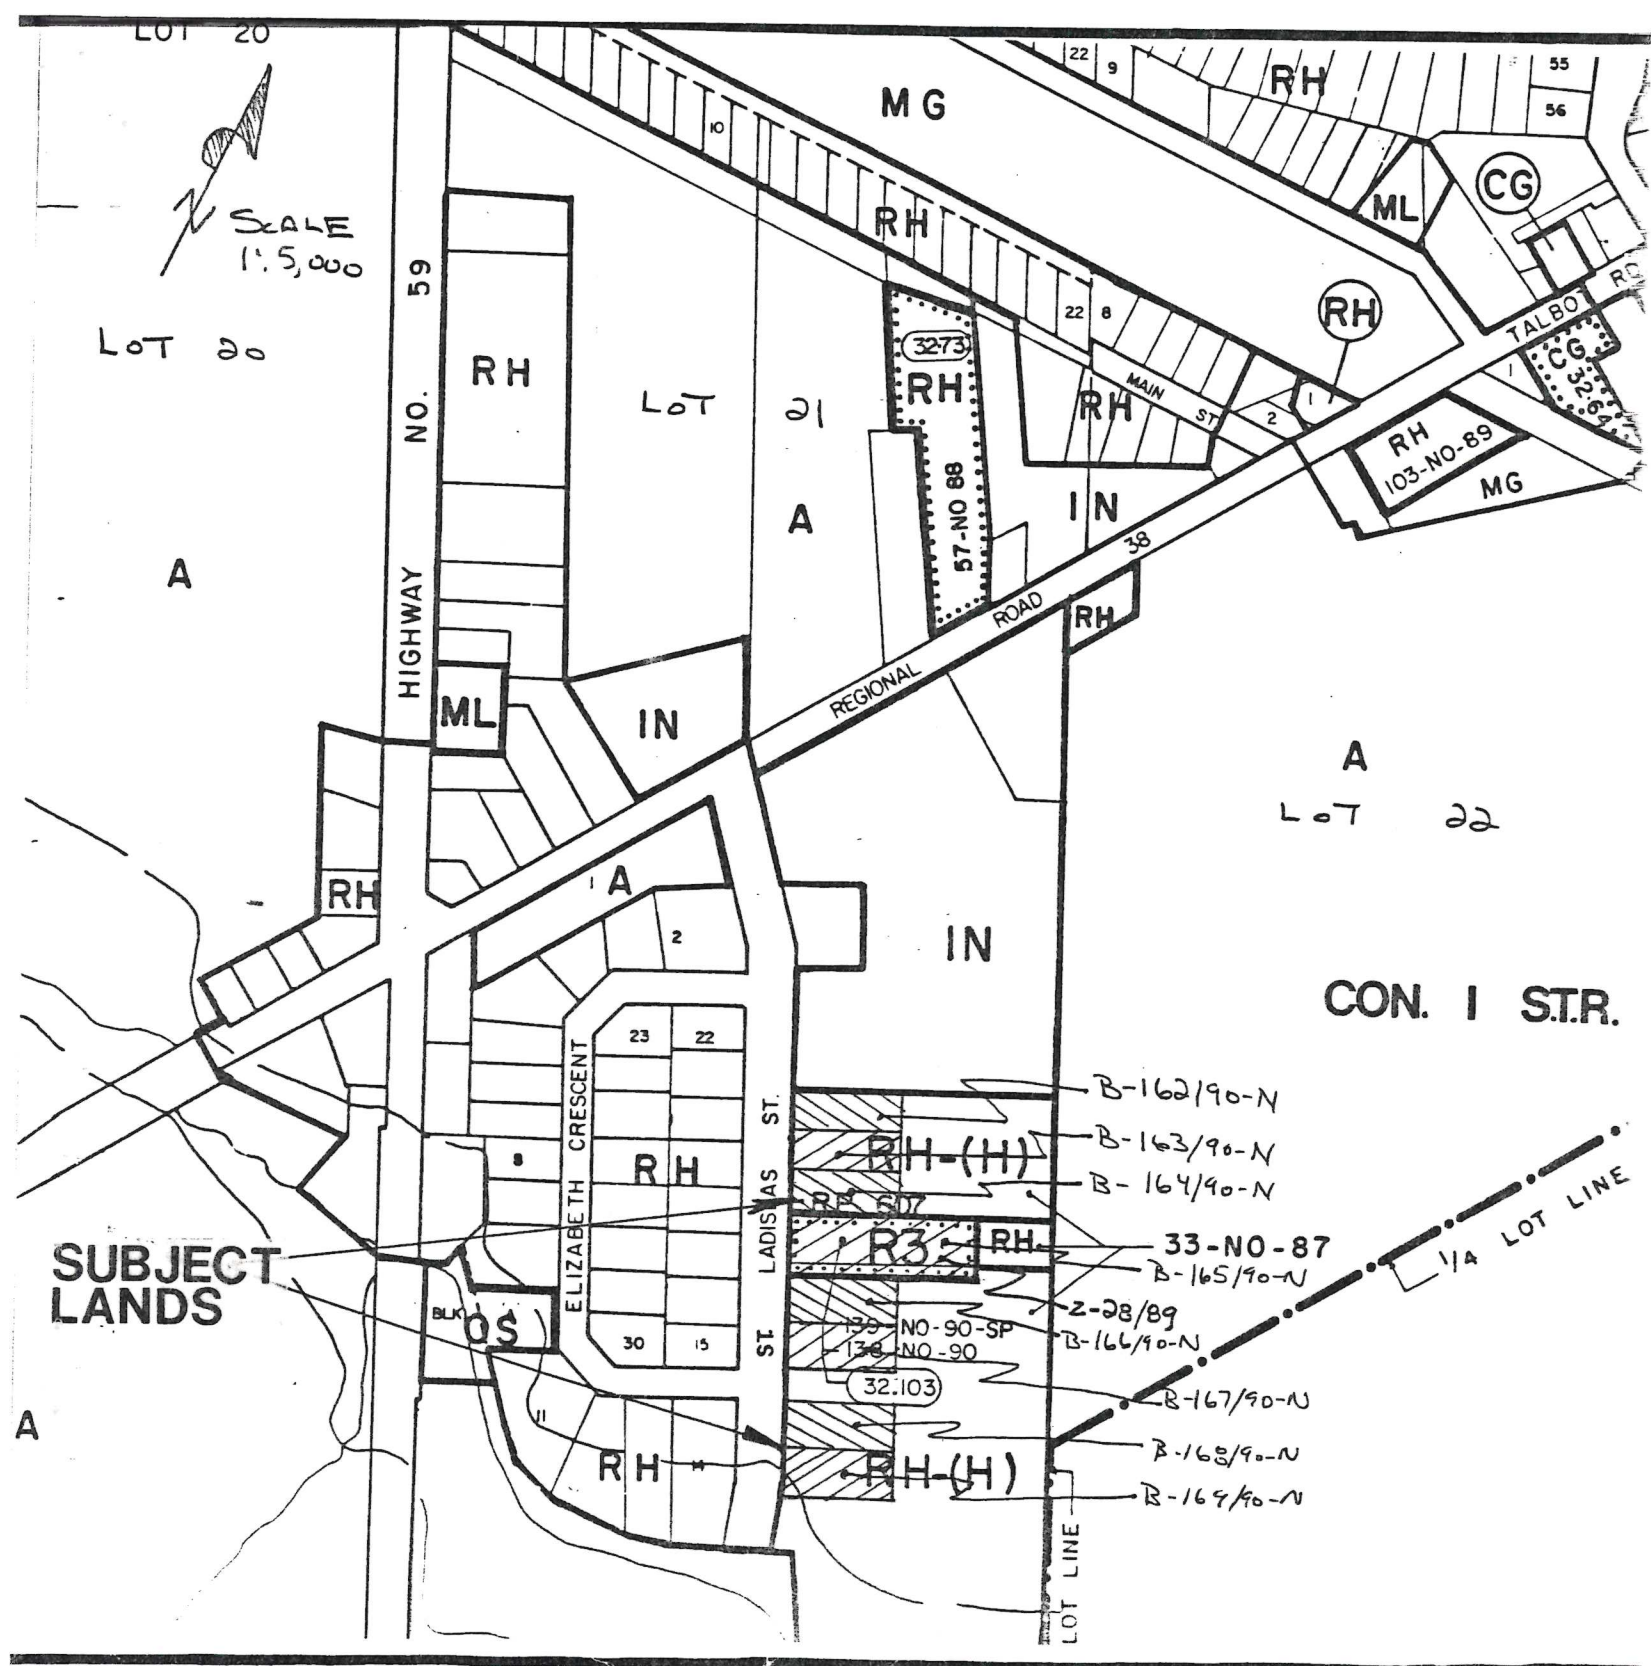 LOT 20
22
9
RH
55
56
MG
10
CG
ML
N
SCALE
1:5,000
HIGHWAY NO. 59
RH
TALBOT RD
LOT 20
RH
3273
RH
57-NO 88
22
8
RH
MAIN ST
RH
2
1
1
CG
32-64
LOT 21
RH
103-NO-89
MG
A
A
IN
REGIONAL ROAD 38
RH
ML
IN
A
LOT 22
RH
1
A
2
IN
CON. 1 S.T.R.
23
22
ELIZABETH CRESCENT
LADISLAS ST.
B-162/90-N
RH-(H)
B-163/90-N
8
RH
B-164/90-N
1/4 LOT LINE
R3
RH
33-NO-87
B-165/90-N
SUBJECT
LANDS
BLK
OS
Z-28/89
139-NO-90-SP
B-166/90-N
30
15
ST.
138-NO-90
32.103
B-167/90-N
A
11
B-168/90-N
RH
14
RH-(H)
B-169/90-N
LOT LINE